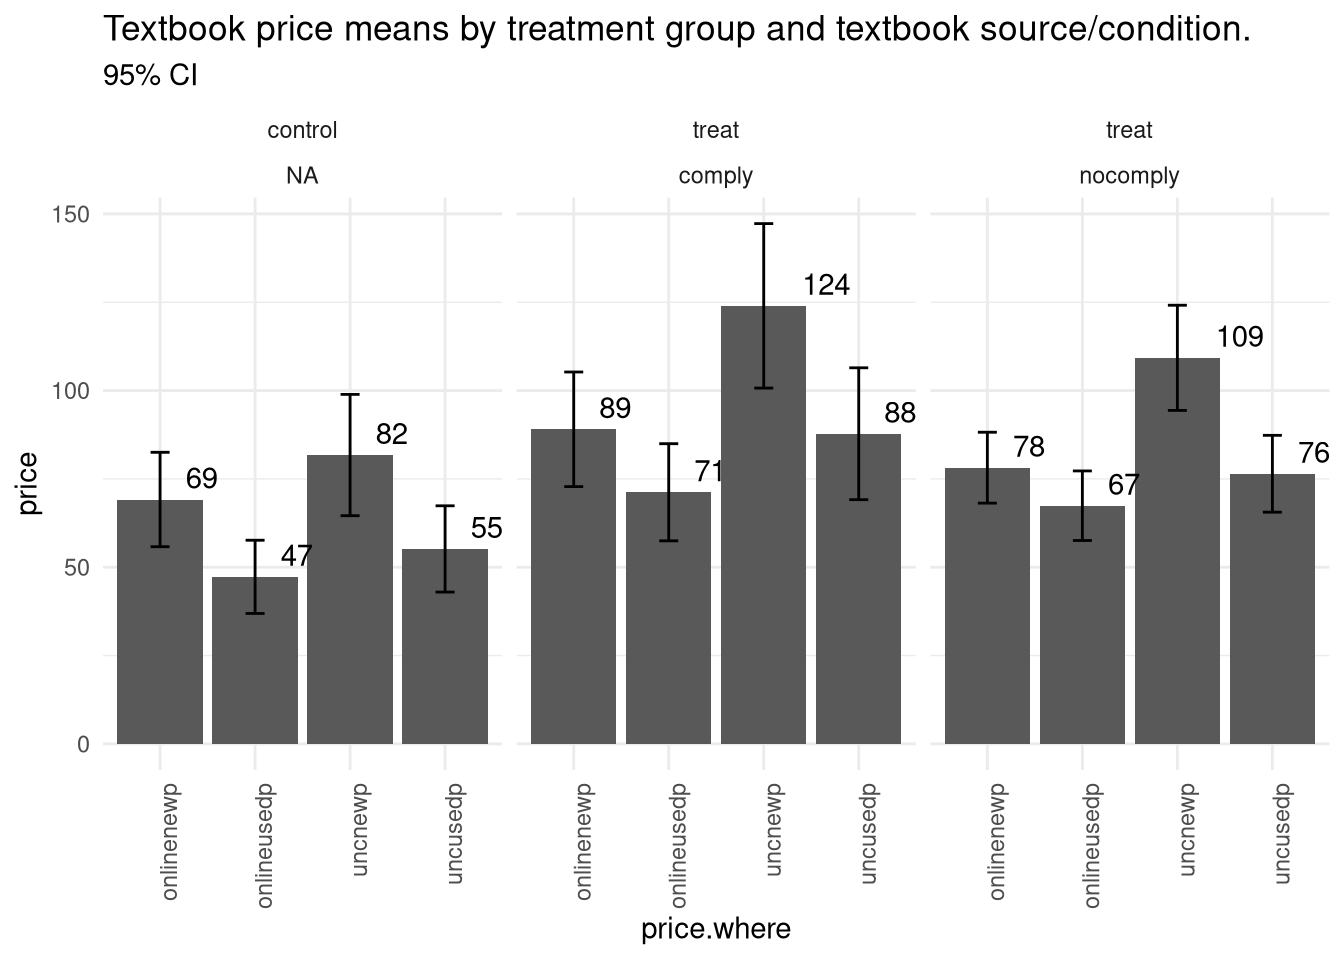 Textbook price means by treatment group and textbook source/condition.
95% CI
control treat treat
NA comply nocomply
150
100
50
0
price
69 47 82 55
89 71 124 88
78 67 109 76
onlinenewp onlineusedp uncnewp uncusedp
onlinenewp onlineusedp uncnewp uncusedp
onlinenewp onlineusedp uncnewp uncusedp
price.where